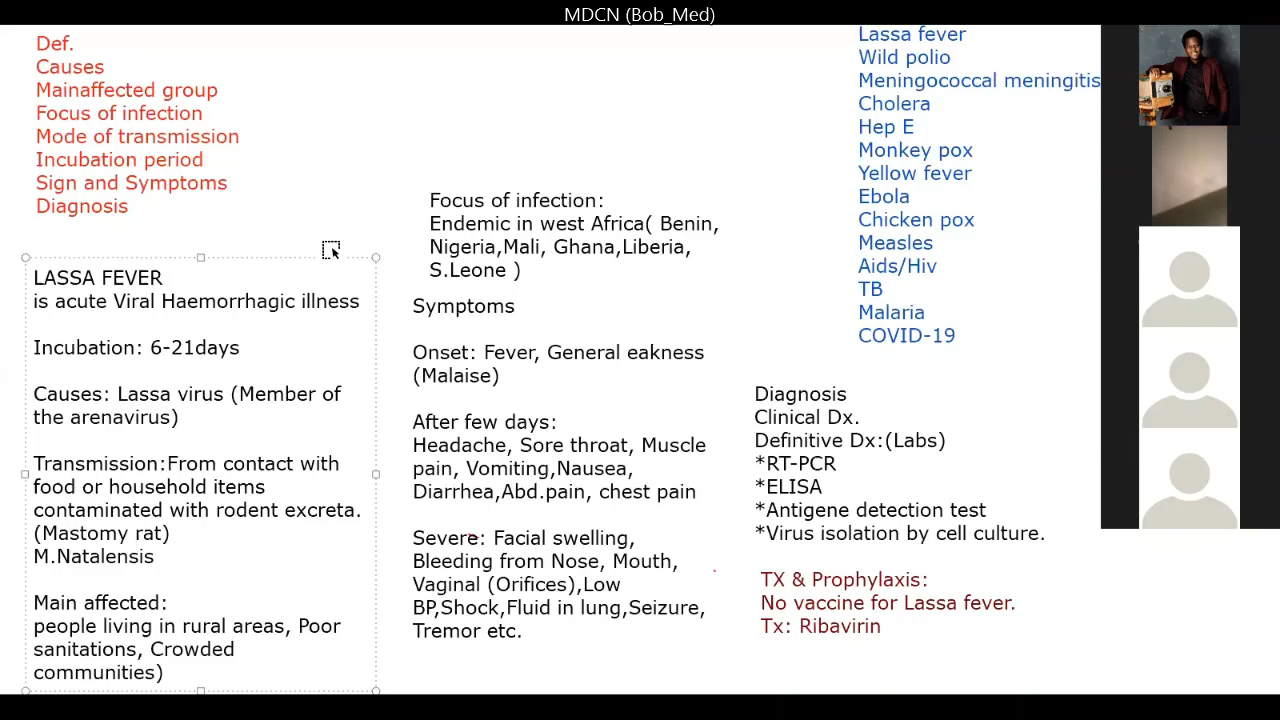 MDCN (Bob_Med)
Def.
Causes
Mainaffected group
Focus of infection
Mode of transmission
Incubation period
Sign and Symptoms
Diagnosis
LASSA FEVER
is acute Viral Haemorrhagic illness
Incubation: 6-21days
Causes: Lassa virus (Member of
the arenavirus)
Transmission:From contact with
food or household items
contaminated with rodent excreta.
(Mastomy rat)
M.Natalensis
Main affected:
people living in rural areas, Poor
sanitations, Crowded
communities)
Focus of infection:
Endemic in west Africa( Benin,
Nigeria,Mali, Ghana,Liberia,
S.Leone )
Symptoms
Onset: Fever, General eakness
(Malaise)
After few days:
Headache, Sore throat, Muscle
pain, Vomiting,Nausea,
Diarrhea,Abd.pain, chest pain
Severe: Facial swelling,
Bleeding from Nose, Mouth,
Vaginal (Orifices),Low
BP,Shock,Fluid in lung,Seizure,
Tremor etc.
Lassa fever
Wild polio
Meningococcal meningitis
Cholera
Hep E
Monkey pox
Yellow fever
Ebola
Chicken pox
Measles
Aids/Hiv
TB
Malaria
COVID-19
Diagnosis
Clinical Dx.
Definitive Dx:(Labs)
*RT-PCR
*ELISA
*Antigene detection test
*Virus isolation by cell culture.
TX & Prophylaxis:
No vaccine for Lassa fever.
Tx: Ribavirin